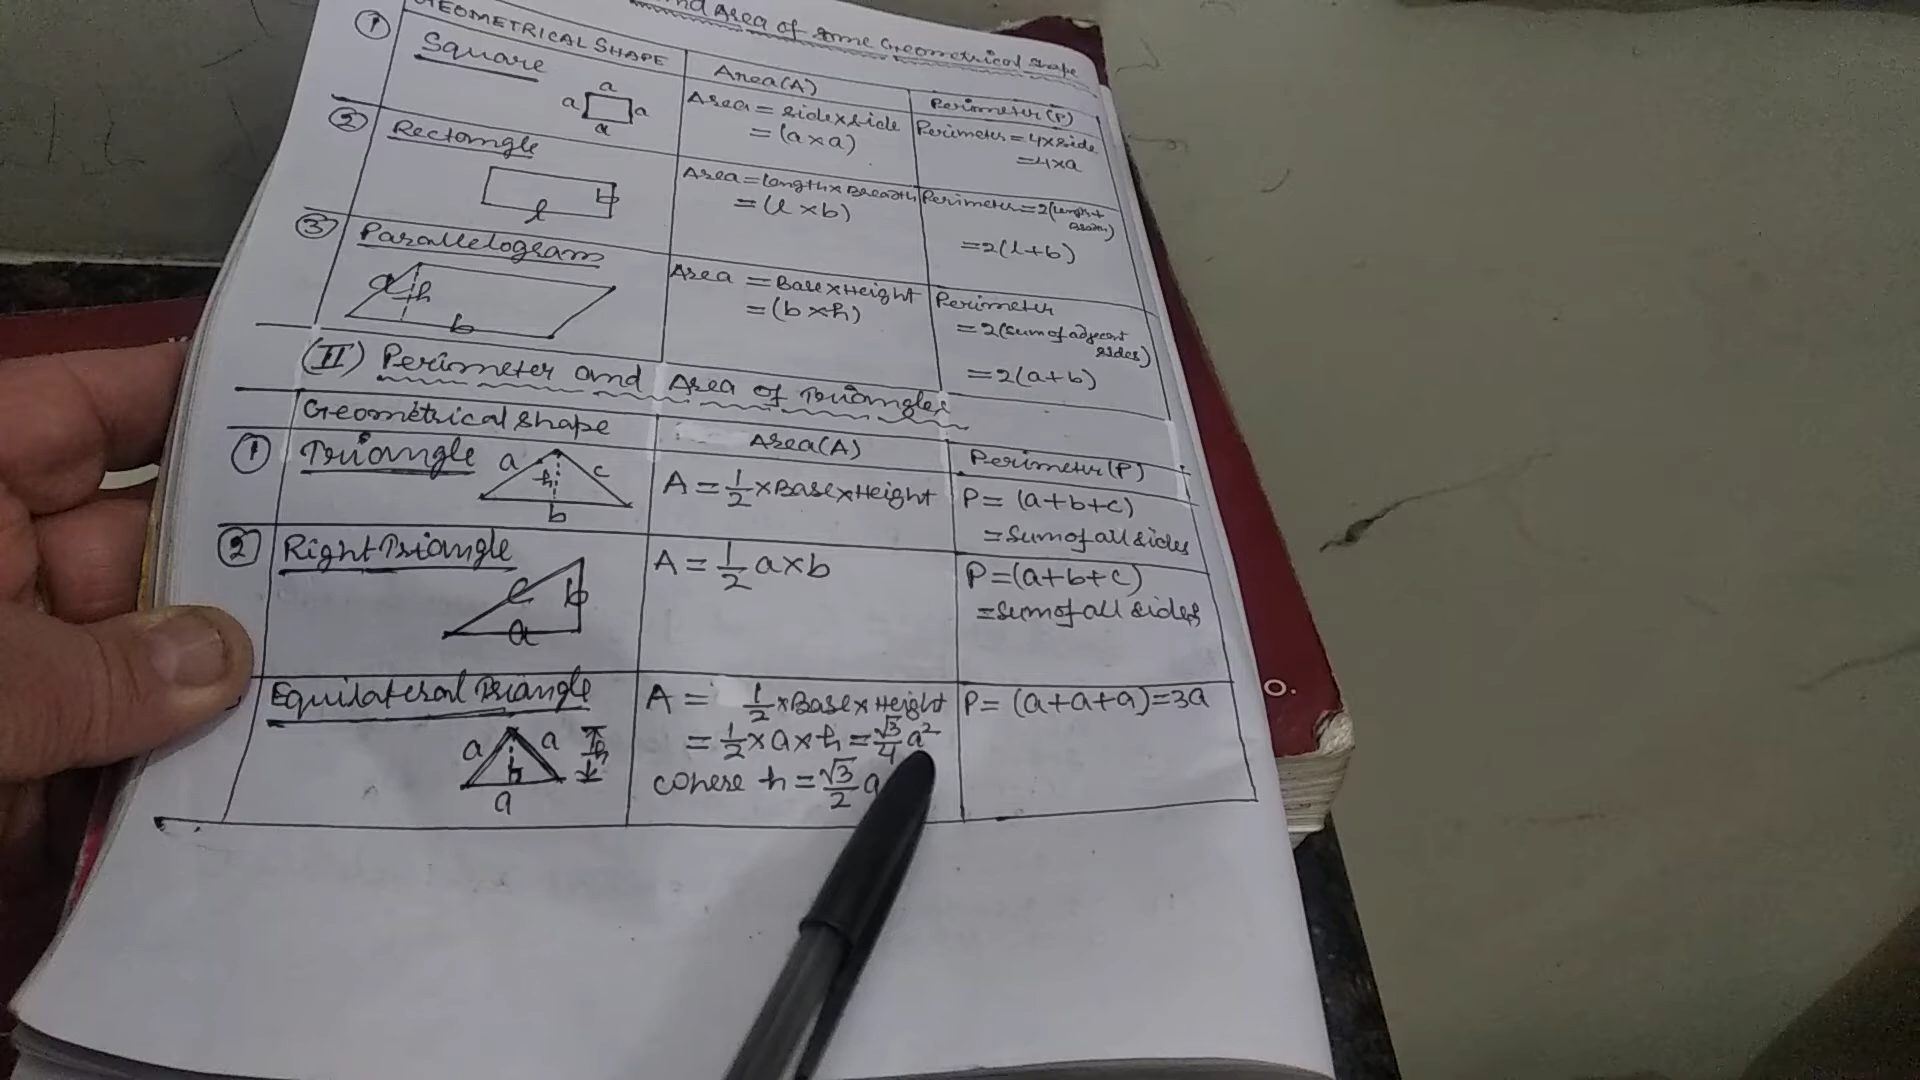 nd Area of Some Geometrical Shape
GEOMETRICAL SHAPE
Area(A)
Perimeter(P)
① Square
a
a
a
a
Area = Side×Side
= (a×a)
Perimeter = 4×Side
=4×a
② Rectangle
b
l
Area = Length×Breadth
= (l×b)
Perimeter=2(Length+
Breadth)
=2(l+b)
③ Parallelogram
a
h
b
Area = Base×Height
= (b×h)
Perimeter
= 2(Sum of adjacent
sides)
=2(a+b)
(II) Perimeter and Area of Triangles
Geometrical Shape
Area(A)
Perimeter(P)
① Triangle
a
h
c
b
A = 1/2 ×Base×Height
P= (a+b+c)
=Sum of all sides
② Right Triangle
c
b
a
A = 1/2 a×b
P=(a+b+c)
=Sum of all sides
Equilateral Triangle
a
a
h
h
a
A = 1/2 ×Base×Height
= 1/2 ×a×h = √3/4 a²
where h = √3/2 a
P= (a+a+a)=3a
O.